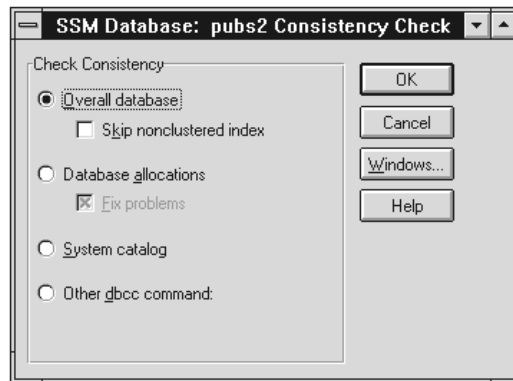 SSM Database: pubs2 Consistency Check
Check Consistency
Overall database
Skip nonclustered index
Database allocations
Fix problems
System catalog
Other dbcc command:
OK
Cancel
Windows...
Help